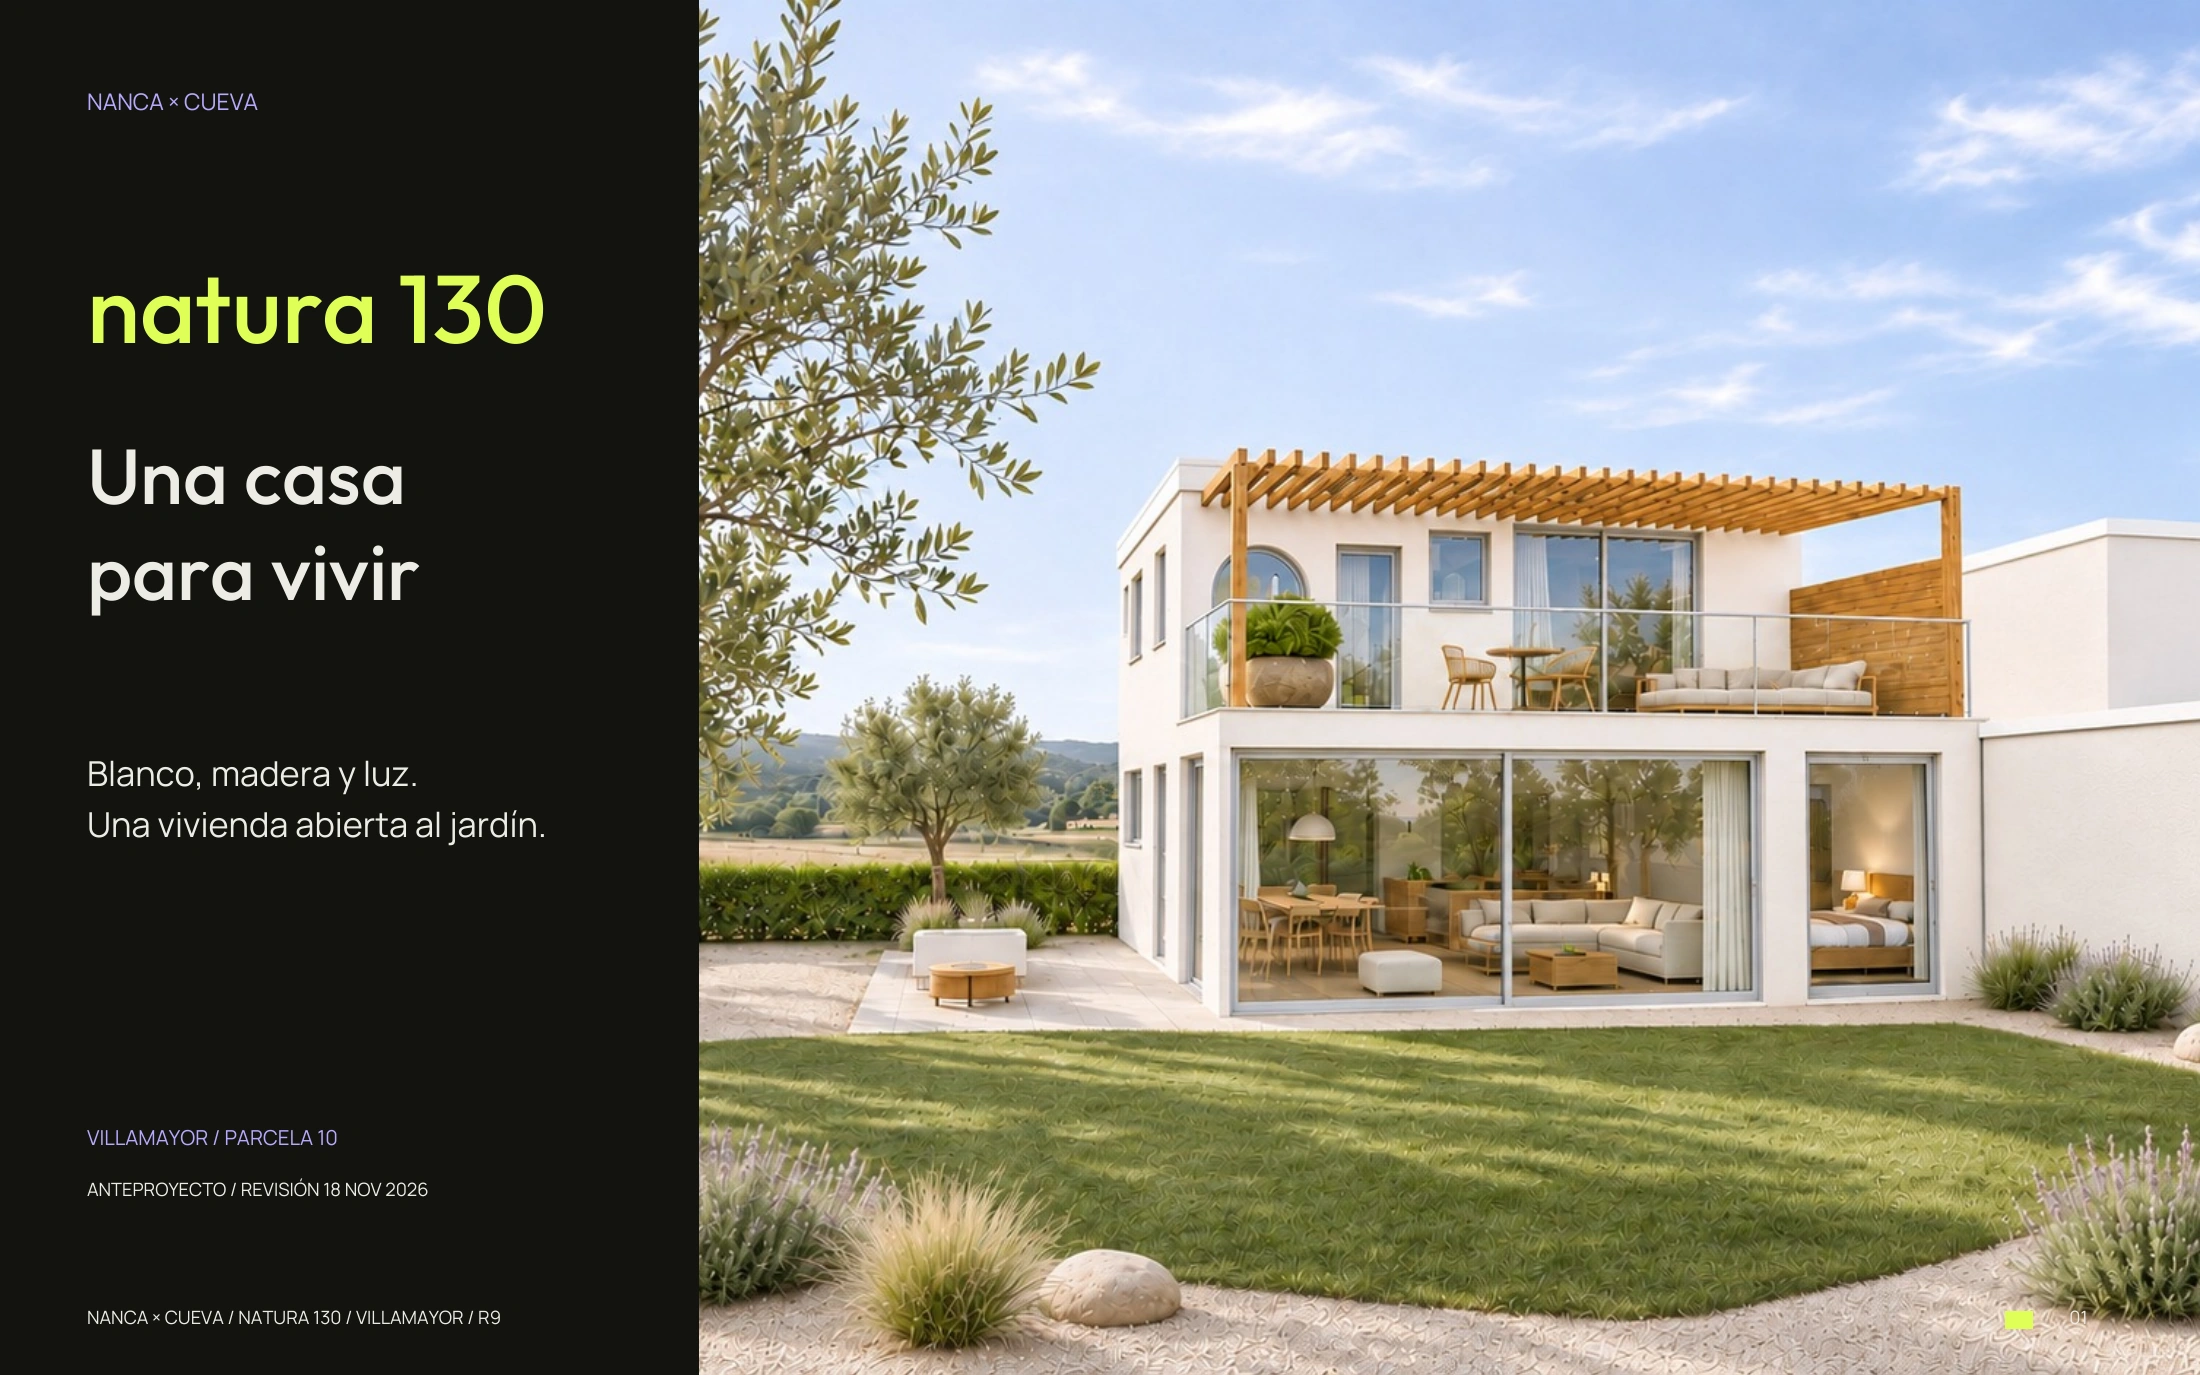 NANCA × CUEVA
natura 130
Una casa
para vivir
Blanco, madera y luz.
Una vivienda abierta al jardín.
VILLAMAYOR / PARCELA 10
ANTEPROYECTO / REVISIÓN 18 NOV 2026
NANCA × CUEVA / NATURA 130 / VILLAMAYOR / R9
01